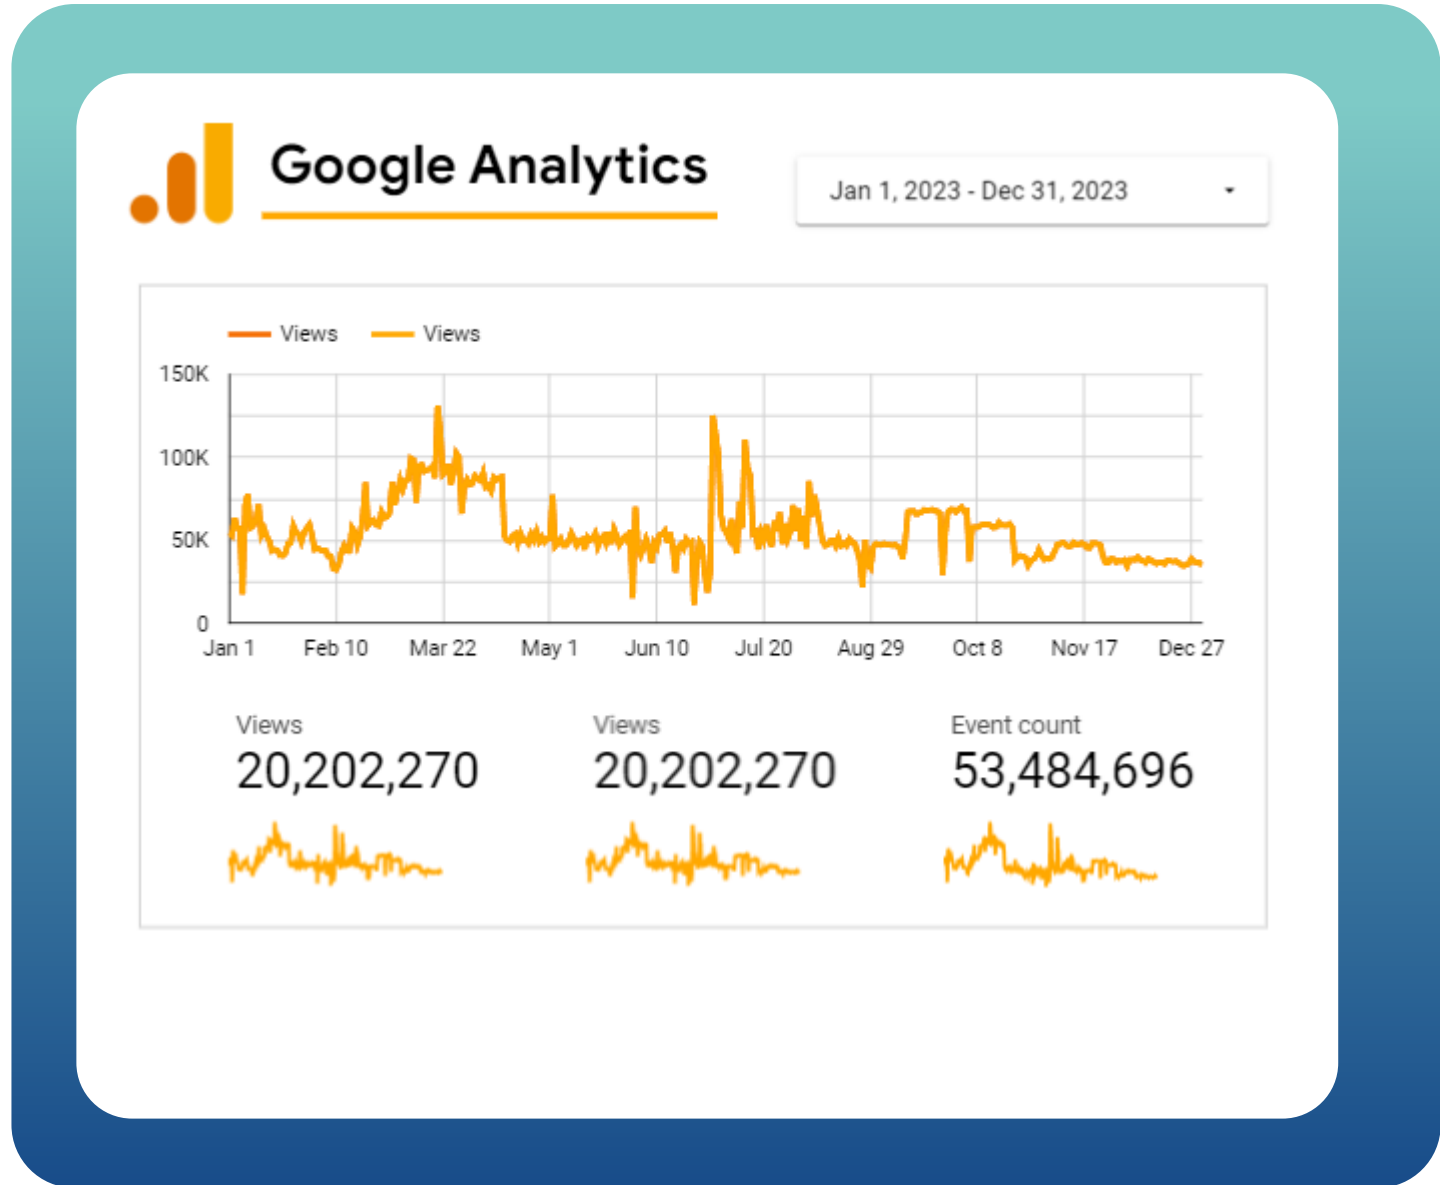 Google Analytics
Jan 1, 2023 - Dec 31, 2023
Views Views
150K
100K
50K
0
Jan 1 Feb 10 Mar 22 May 1 Jun 10 Jul 20 Aug 29 Oct 8 Nov 17 Dec 27
Views Views Event count
20,202,270 20,202,270 53,484,696